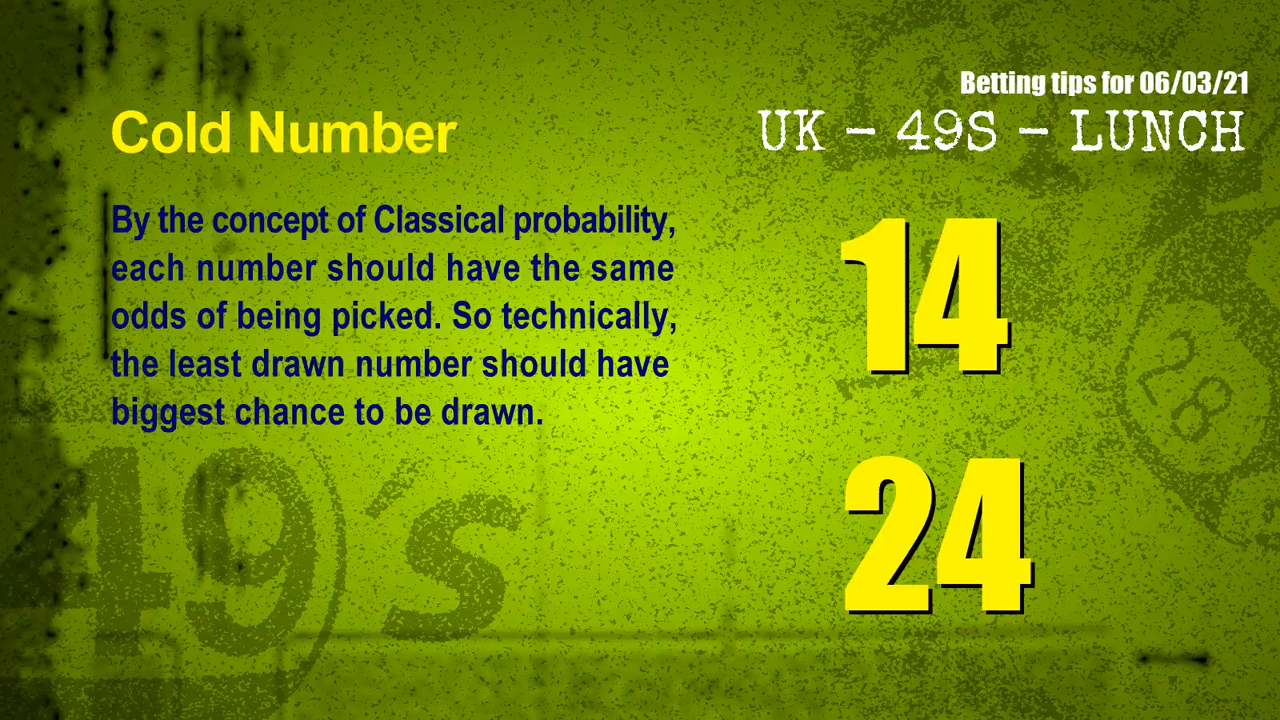 Betting tips for 06/03/21
UK - 49S - LUNCH
Cold Number
By the concept of Classical probability,
each number should have the same
odds of being picked. So technically,
the least drawn number should have
biggest chance to be drawn.
14
24
49's
28